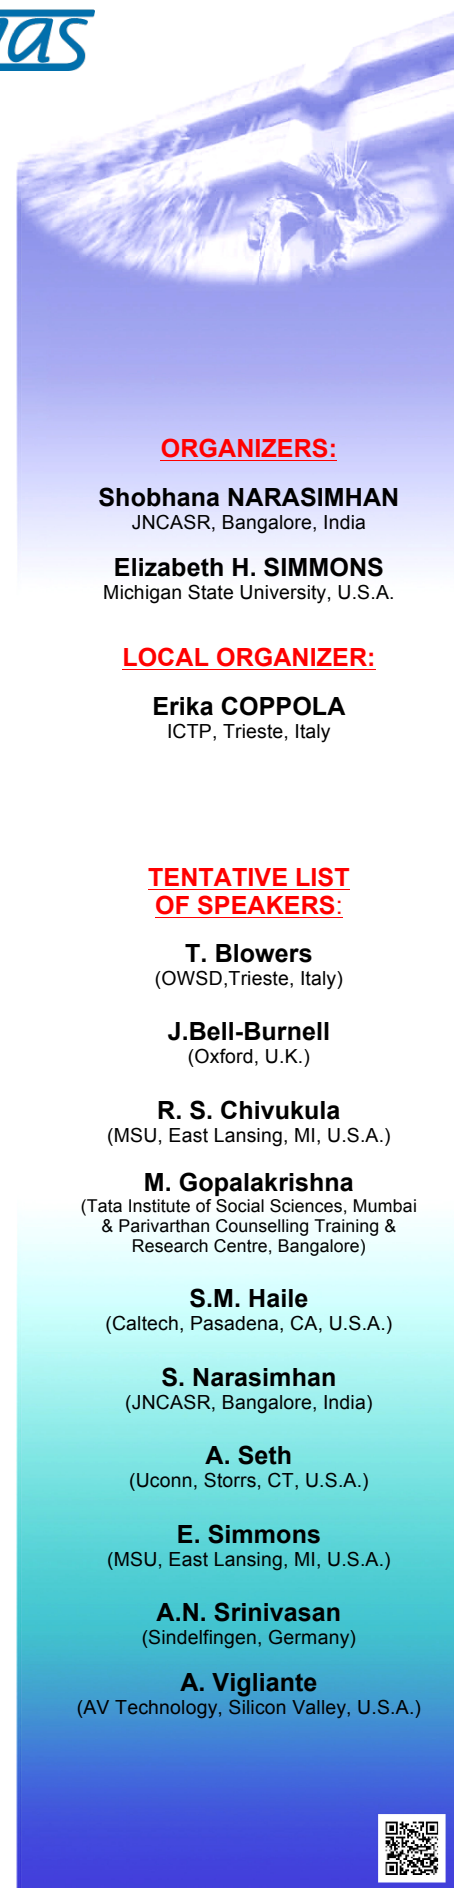 ORGANIZERS:
Shobhana NARASIMHAN
JNCASR, Bangalore, India
Elizabeth H. SIMMONS
Michigan State University, U.S.A.
LOCAL ORGANIZER:
Erika COPPOLA
ICTP, Trieste, Italy
TENTATIVE LIST
OF SPEAKERS:
T. Blowers
(OWSD,Trieste, Italy)
J.Bell-Burnell
(Oxford, U.K.)
R. S. Chivukula
(MSU, East Lansing, MI, U.S.A.)
M. Gopalakrishna
(Tata Institute of Social Sciences, Mumbai
& Parivarthan Counselling Training &
Research Centre, Bangalore)
S.M. Haile
(Caltech, Pasadena, CA, U.S.A.)
S. Narasimhan
(JNCASR, Bangalore, India)
A. Seth
(Uconn, Storrs, CT, U.S.A.)
E. Simmons
(MSU, East Lansing, MI, U.S.A.)
A.N. Srinivasan
(Sindelfingen, Germany)
A. Vigliante
(AV Technology, Silicon Valley, U.S.A.)